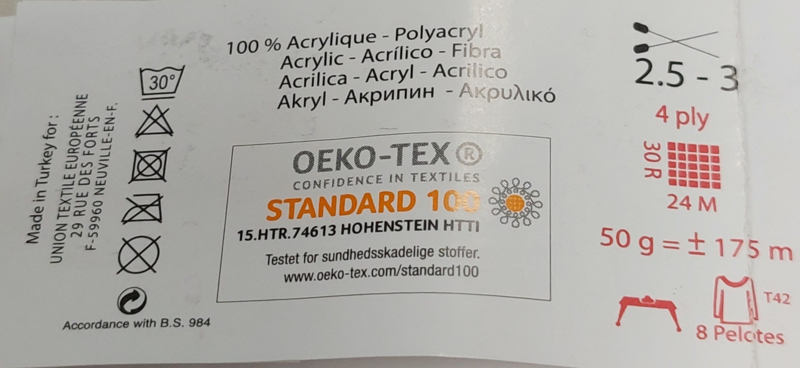 Made in Turkey for :
UNION TEXTILE EUROPÉENNE
29 RUE DES FORTS
F-59960 NEUVILLE-EN-F.
30°
Accordance with B.S. 984
100 % Acrylique - Polyacryl
Acrylic - Acrílico - Fibra
Acrilica - Acryl - Acrilico
Akryl - Акрипин - Ακρυλικό
OEKO-TEX®
CONFIDENCE IN TEXTILES
STANDARD 100
15.HTR.74613 HOHENSTEIN HTTI
Testet for sundhedsskadelige stoffer.
www.oeko-tex.com/standard100
2.5 - 3
4 ply
30 R
24 M
50 g = ± 175 m
T42
8 Pelotes